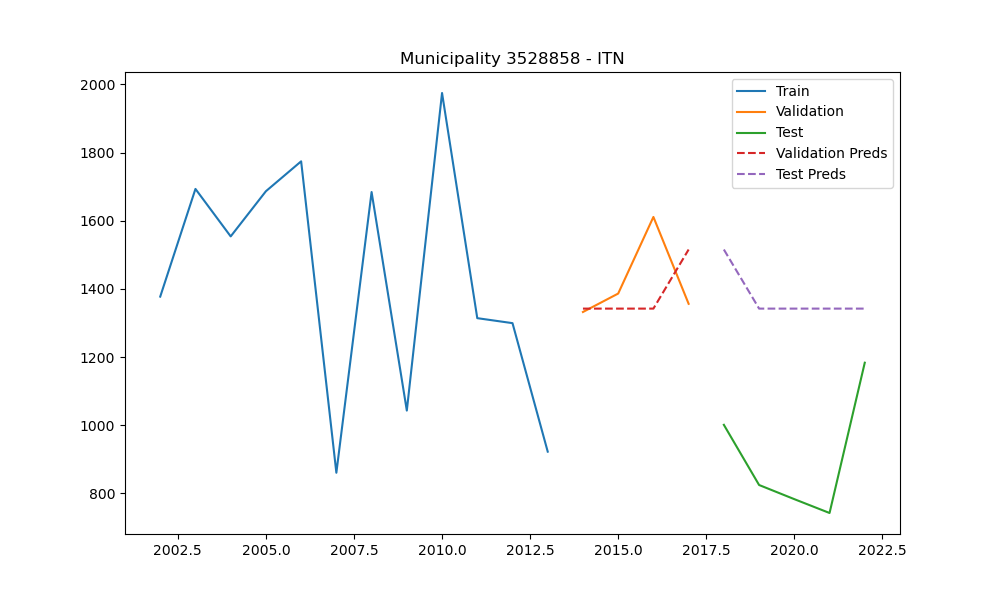 Municipality 3528858 - ITN
2000
1800
1600
1400
1200
1000
800
Train
Validation
Test
Validation Preds
Test Preds
2002.5 2005.0 2007.5 2010.0 2012.5 2015.0 2017.5 2020.0 2022.5